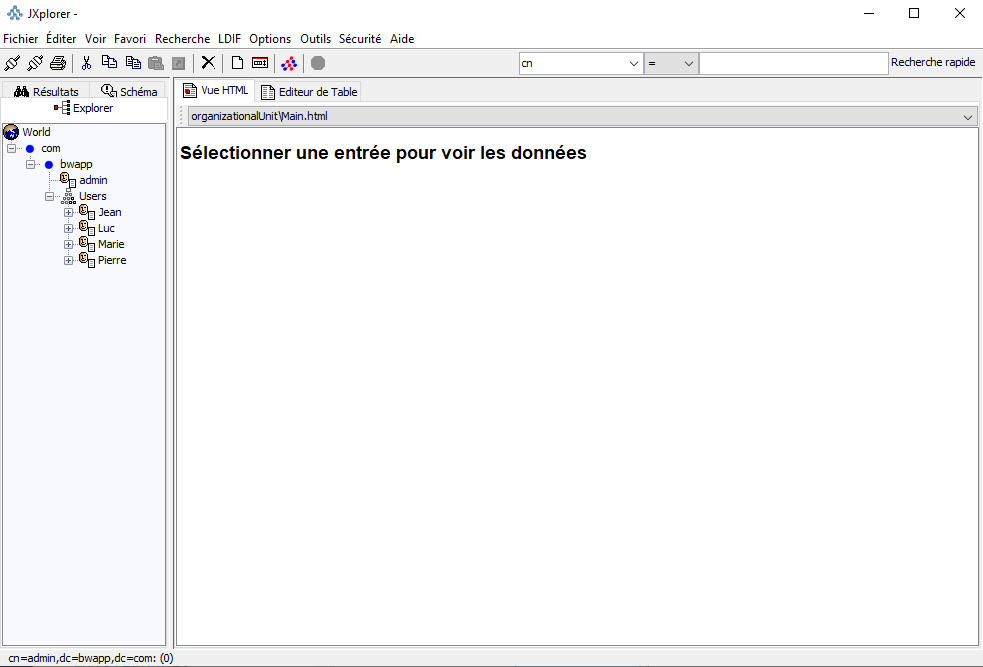 JXplorer -
Fichier Éditer Voir Favori Recherche LDIF Options Outils Sécurité Aide
cn = Recherche rapide
Résultats Schéma
Explorer
Vue HTML Editeur de Table
organizationalUnit\Main.html
World
com
bwapp
admin
Users
Jean
Luc
Marie
Pierre
Sélectionner une entrée pour voir les données
cn=admin,dc=bwapp,dc=com: (0)